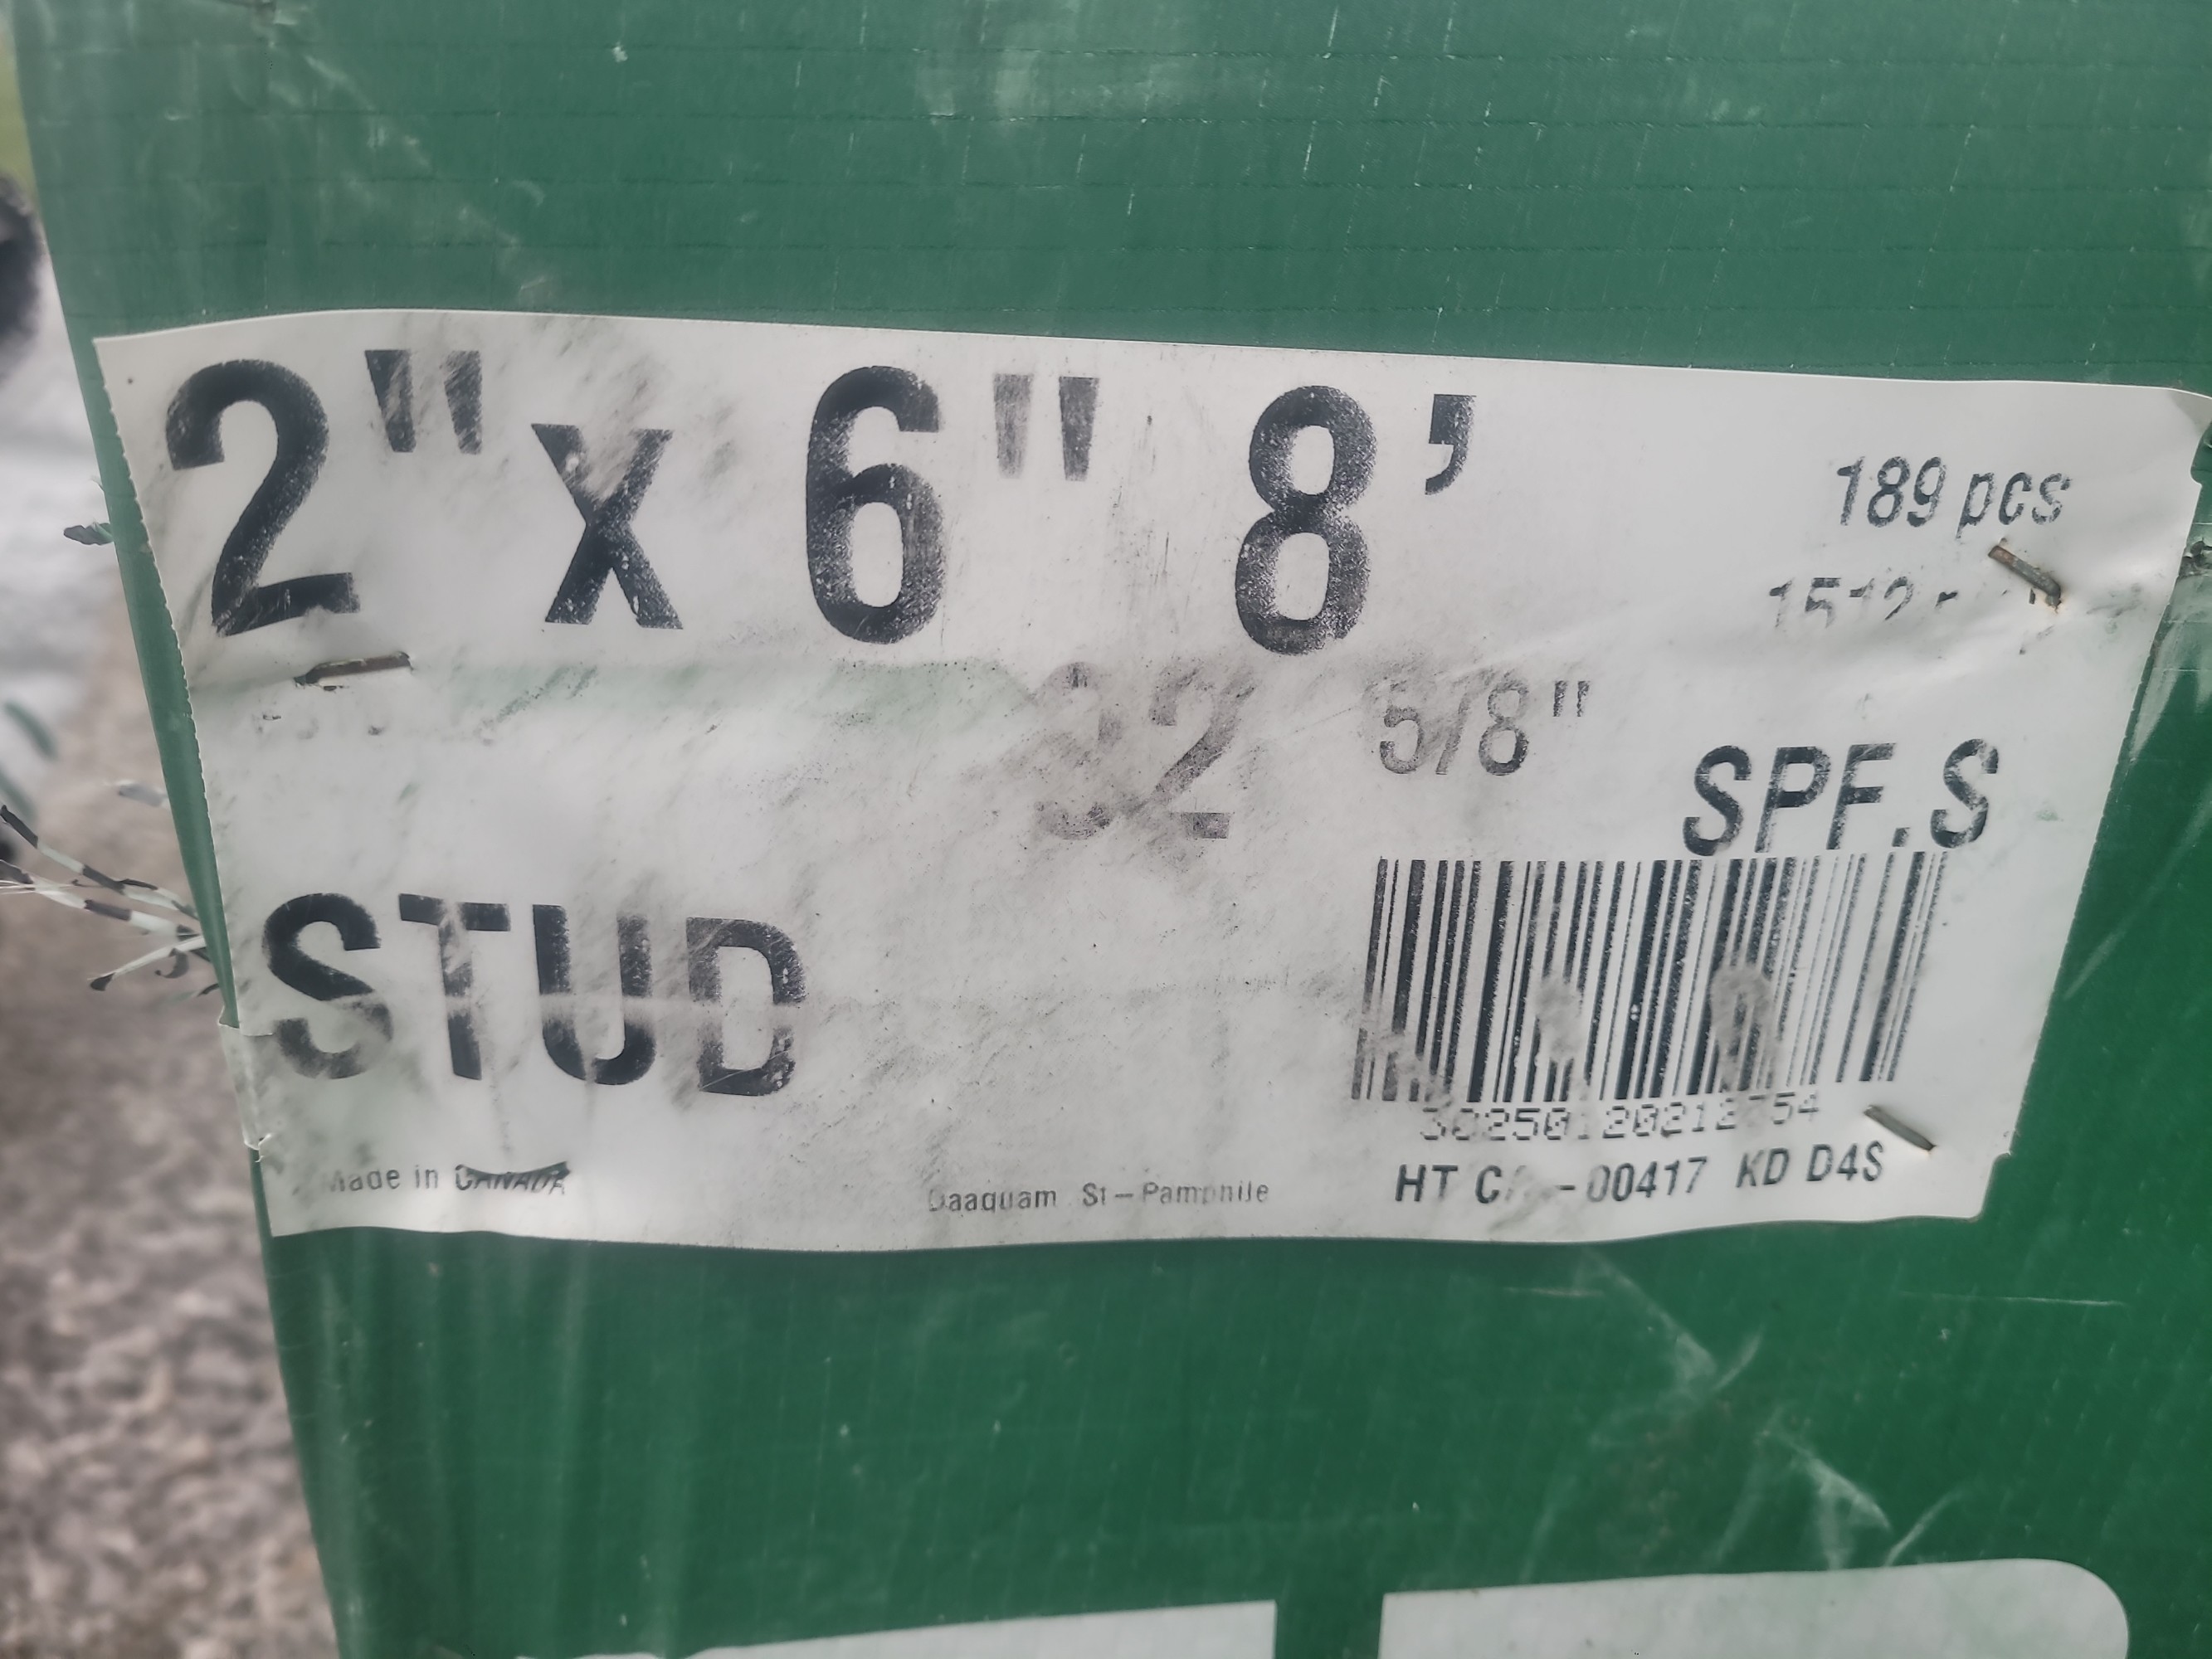 2" x 6" 8'
189 pcs
92 5/8"
SPF.S
STUD
Made in CANADA
Daaquam St-Pamphile
HT -00417 KD D4S